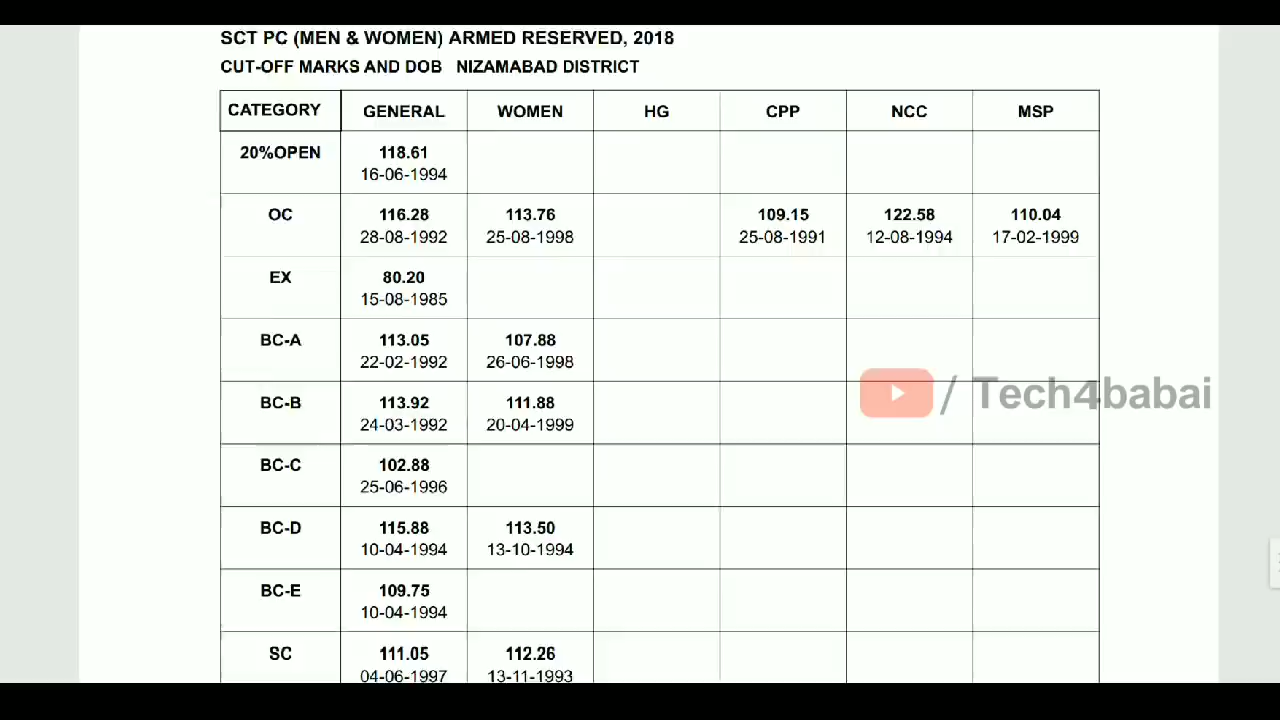 SCT PC (MEN & WOMEN) ARMED RESERVED, 2018
CUT-OFF MARKS AND DOB NIZAMABAD DISTRICT
CATEGORY GENERAL WOMEN HG CPP NCC MSP
20%OPEN 118.61
16-06-1994
OC 116.28 113.76 109.15 122.58 110.04
28-08-1992 25-08-1998 25-08-1991 12-08-1994 17-02-1999
EX 80.20
15-08-1985
BC-A 113.05 107.88
22-02-1992 26-06-1998
/ Tech4babai
BC-B 113.92 111.88
24-03-1992 20-04-1999
BC-C 102.88
25-06-1996
BC-D 115.88 113.50
10-04-1994 13-10-1994
BC-E 109.75
10-04-1994
SC 111.05 112.26
04-06-1997 13-11-1993